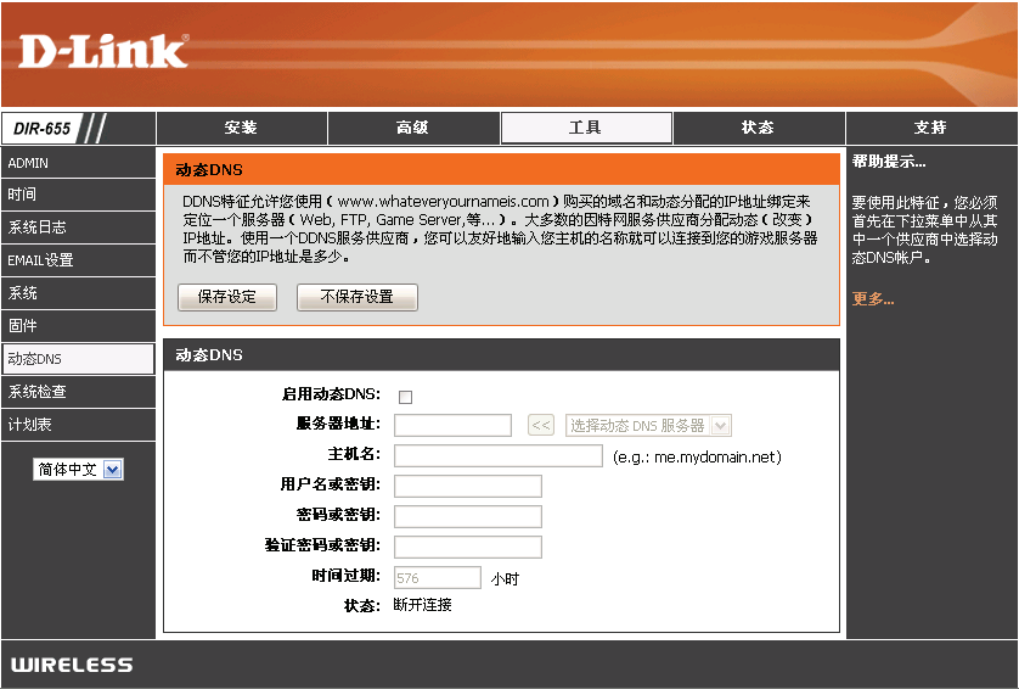 D-Link®
DIR-655
安装
高级
工具
状态
支持
ADMIN
时间
系统日志
EMAIL设置
系统
固件
动态DNS
系统检查
计划表
简体中文
动态DNS
DDNS特征允许您使用（www.whateveryournameis.com）购买的域名和动态分配的IP地址绑定来
定位一个服务器（Web, FTP, Game Server,等...）。大多数的因特网服务供应商分配动态（改变）
IP地址。使用一个DDNS服务供应商，您可以友好地输入您主机的名称就可以连接到您的游戏服务器
而不管您的IP地址是多少。
保存设定
不保存设置
动态DNS
启用动态DNS:
服务器地址:
<<
选择动态 DNS 服务器
主机名:
(e.g.: me.mydomain.net)
用户名或密钥:
密码或密钥:
验证密码或密钥:
时间过期:
576
小时
状态:
断开连接
帮助提示...
要使用此特征，您必须
首先在下拉菜单中从其
中一个供应商中选择动
态DNS帐户。
更多...
WIRELESS